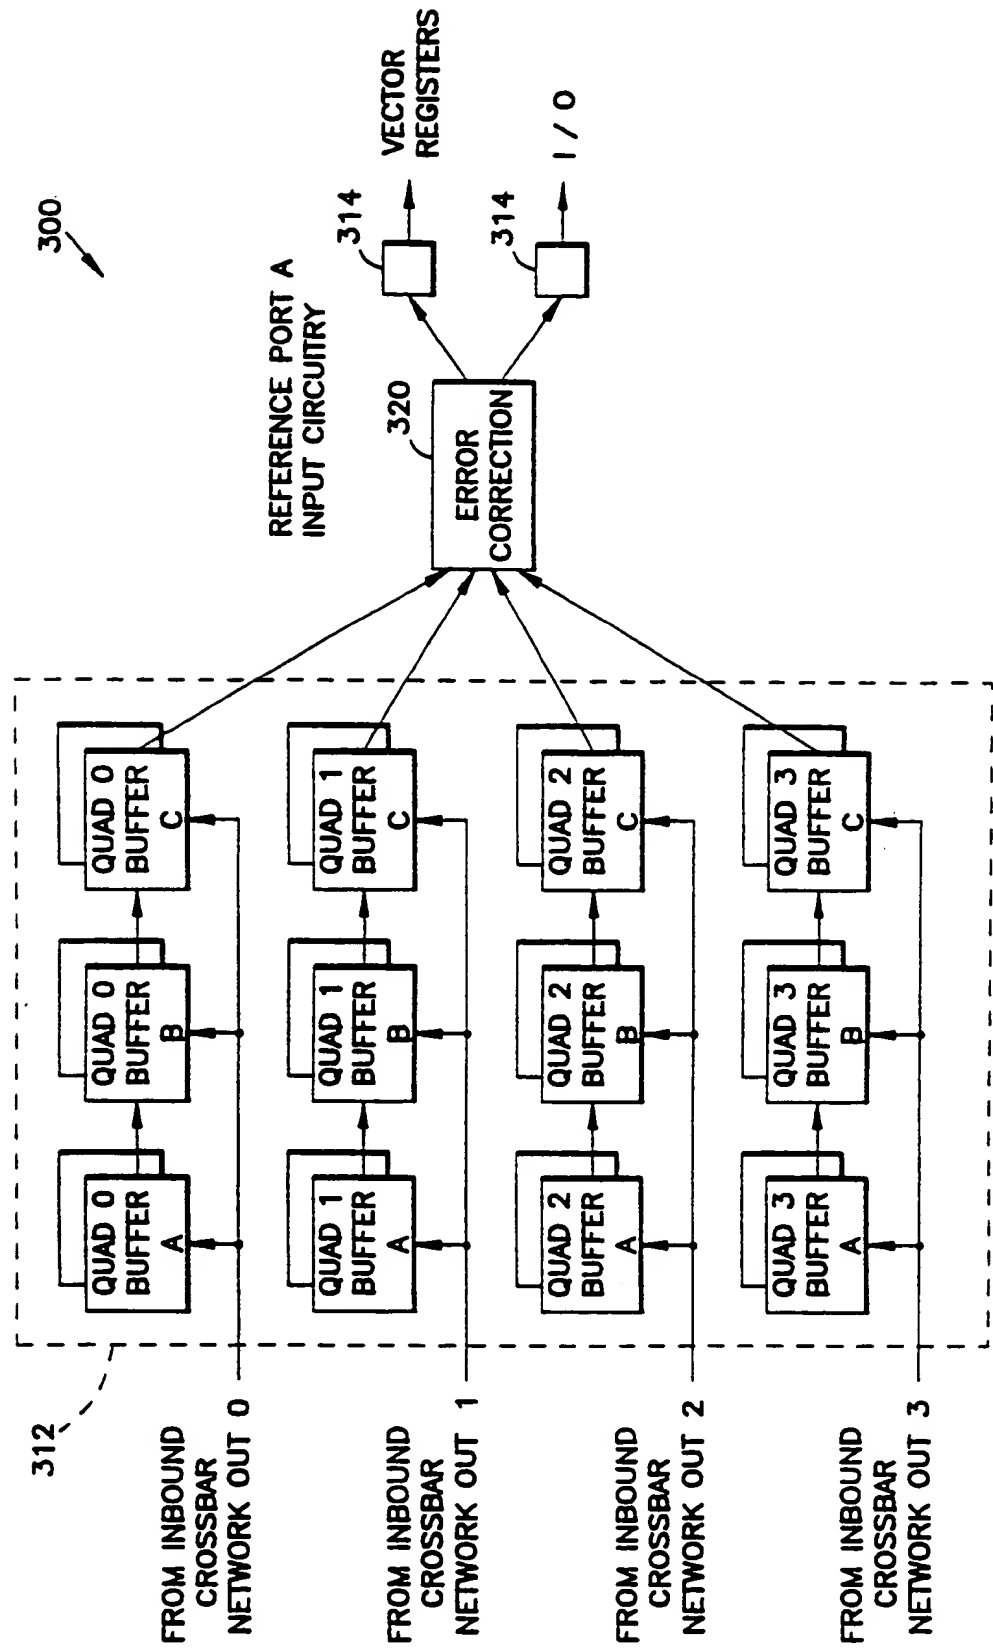 300
REFERENCE PORT A
INPUT CIRCUITRY
312
FROM INBOUND
CROSSBAR
NETWORK OUT 0
QUAD 0
BUFFER
A
QUAD 0
BUFFER
B
QUAD 0
BUFFER
C
FROM INBOUND
CROSSBAR
NETWORK OUT 1
QUAD 1
BUFFER
A
QUAD 1
BUFFER
B
QUAD 1
BUFFER
C
FROM INBOUND
CROSSBAR
NETWORK OUT 2
QUAD 2
BUFFER
A
QUAD 2
BUFFER
B
QUAD 2
BUFFER
C
FROM INBOUND
CROSSBAR
NETWORK OUT 3
QUAD 3
BUFFER
A
QUAD 3
BUFFER
B
QUAD 3
BUFFER
C
320
ERROR
CORRECTION
314
VECTOR
REGISTERS
314
I / O